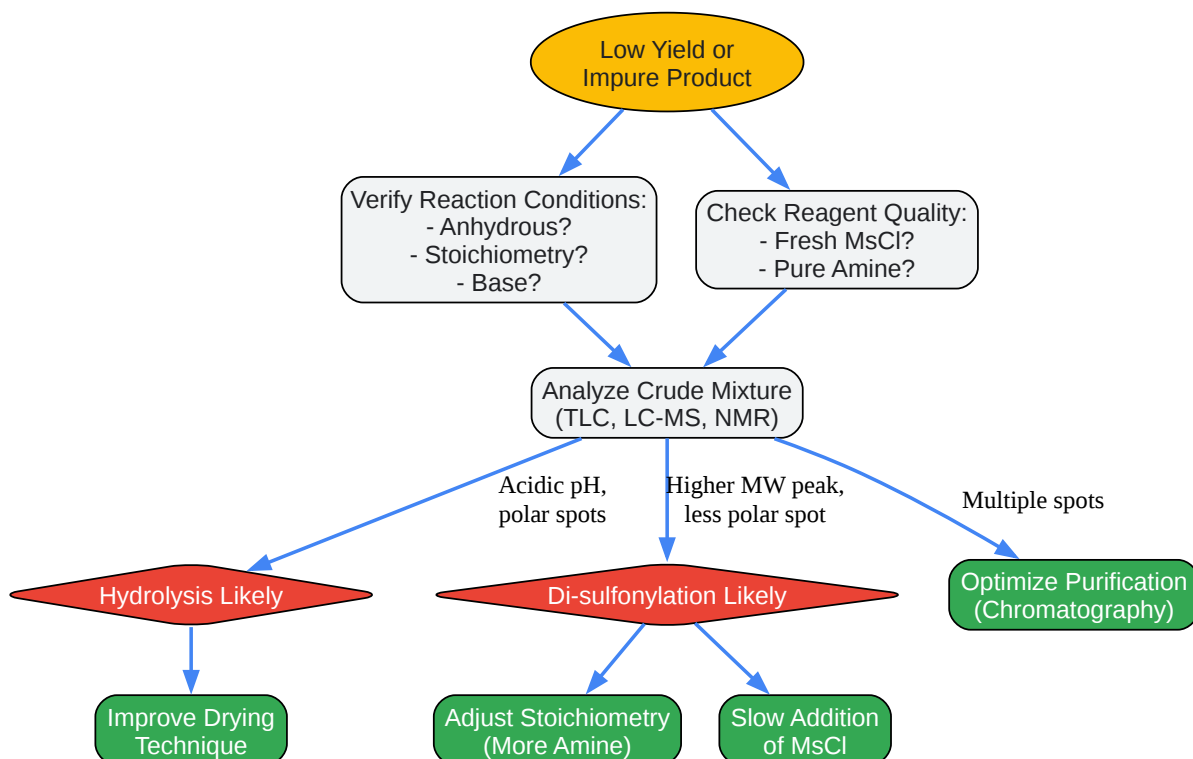 Low Yield or
Impure Product
Verify Reaction Conditions:
- Anhydrous?
- Stoichiometry?
- Base?
Check Reagent Quality:
- Fresh MsCl?
- Pure Amine?
Analyze Crude Mixture
(TLC, LC-MS, NMR)
Acidic pH,
polar spots
Higher MW peak,
less polar spot
Multiple spots
Hydrolysis Likely
Di-sulfonylation Likely
Optimize Purification
(Chromatography)
Improve Drying
Technique
Adjust Stoichiometry
(More Amine)
Slow Addition
of MsCl